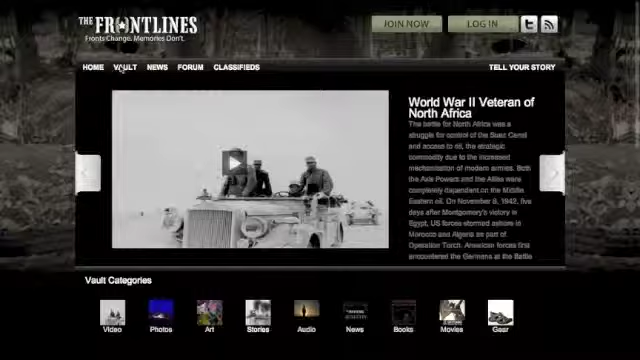 THE FRONTLINES
Fronts Change. Memories Don't.
JOIN NOW
LOG IN
HOME
VAULT
NEWS
FORUM
CLASSIFIEDS
TELL YOUR STORY
World War II Veteran of
North Africa
The battle for North Africa was a
struggle for control of the Suez Canal
and access to oil, the strategic
commodity due to the increased
mechanization of modern armies. Both
the Axis Powers and the Allies were
completely dependent on the Middle
Eastern oil. On November 8, 1942, five
days after Montgomery's victory in
Egypt, US forces stormed ashore in
Morocco and Algeria as part of
Operation Torch. American forces first
encountered the Germans at the Battle
Vault Categories
Video
Photos
Art
Stories
Audio
News
Books
Movies
Gear